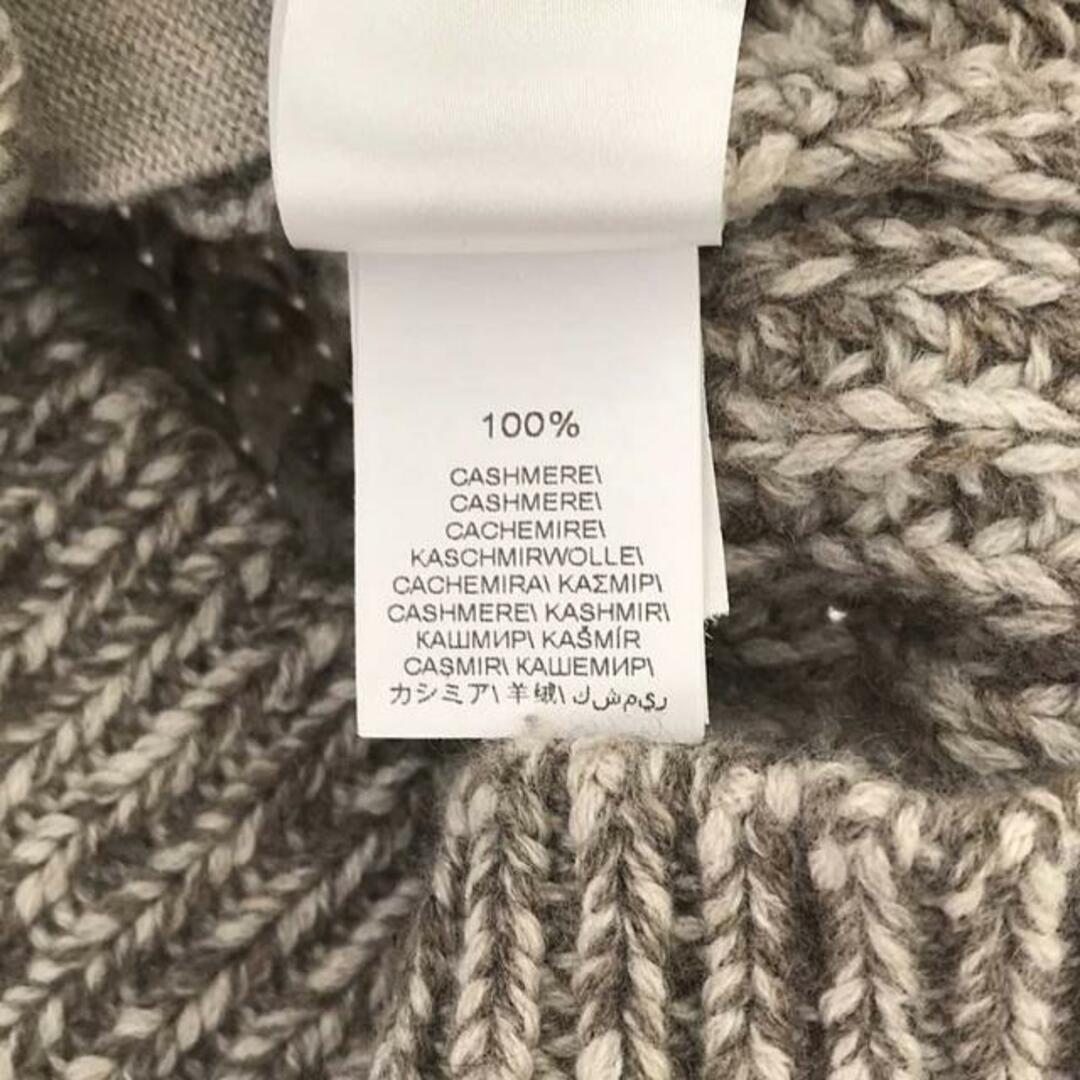 100%
CASHMERE\
CASHMERE\
CACHEMIRE\
KASCHMIRWOLLE\
CACHEMIRA\ ΚΑΣΜΙΡ\
CASHMERE\ KASHMIR\
КАШМИР\ KAŠMÍR
CAŞMIR\ КАШЕМИР\
カシミア\ 羊绒\ ر‎ي‎م‎ش‎ك